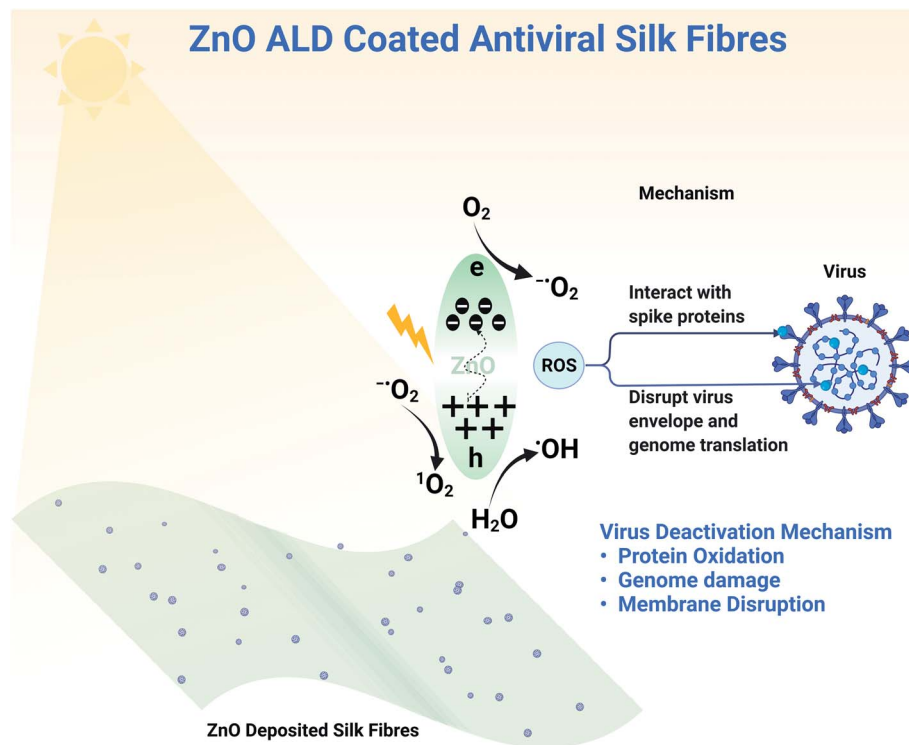 ZnO ALD Coated Antiviral Silk Fibres
Mechanism
O₂
e
⁻·O₂
Virus
Interact with
spike proteins
ZnO
ROS
⁻·O₂
Disrupt virus
envelope and
genome translation
h
·OH
¹O₂
H₂O
Virus Deactivation Mechanism
• Protein Oxidation
• Genome damage
• Membrane Disruption
ZnO Deposited Silk Fibres